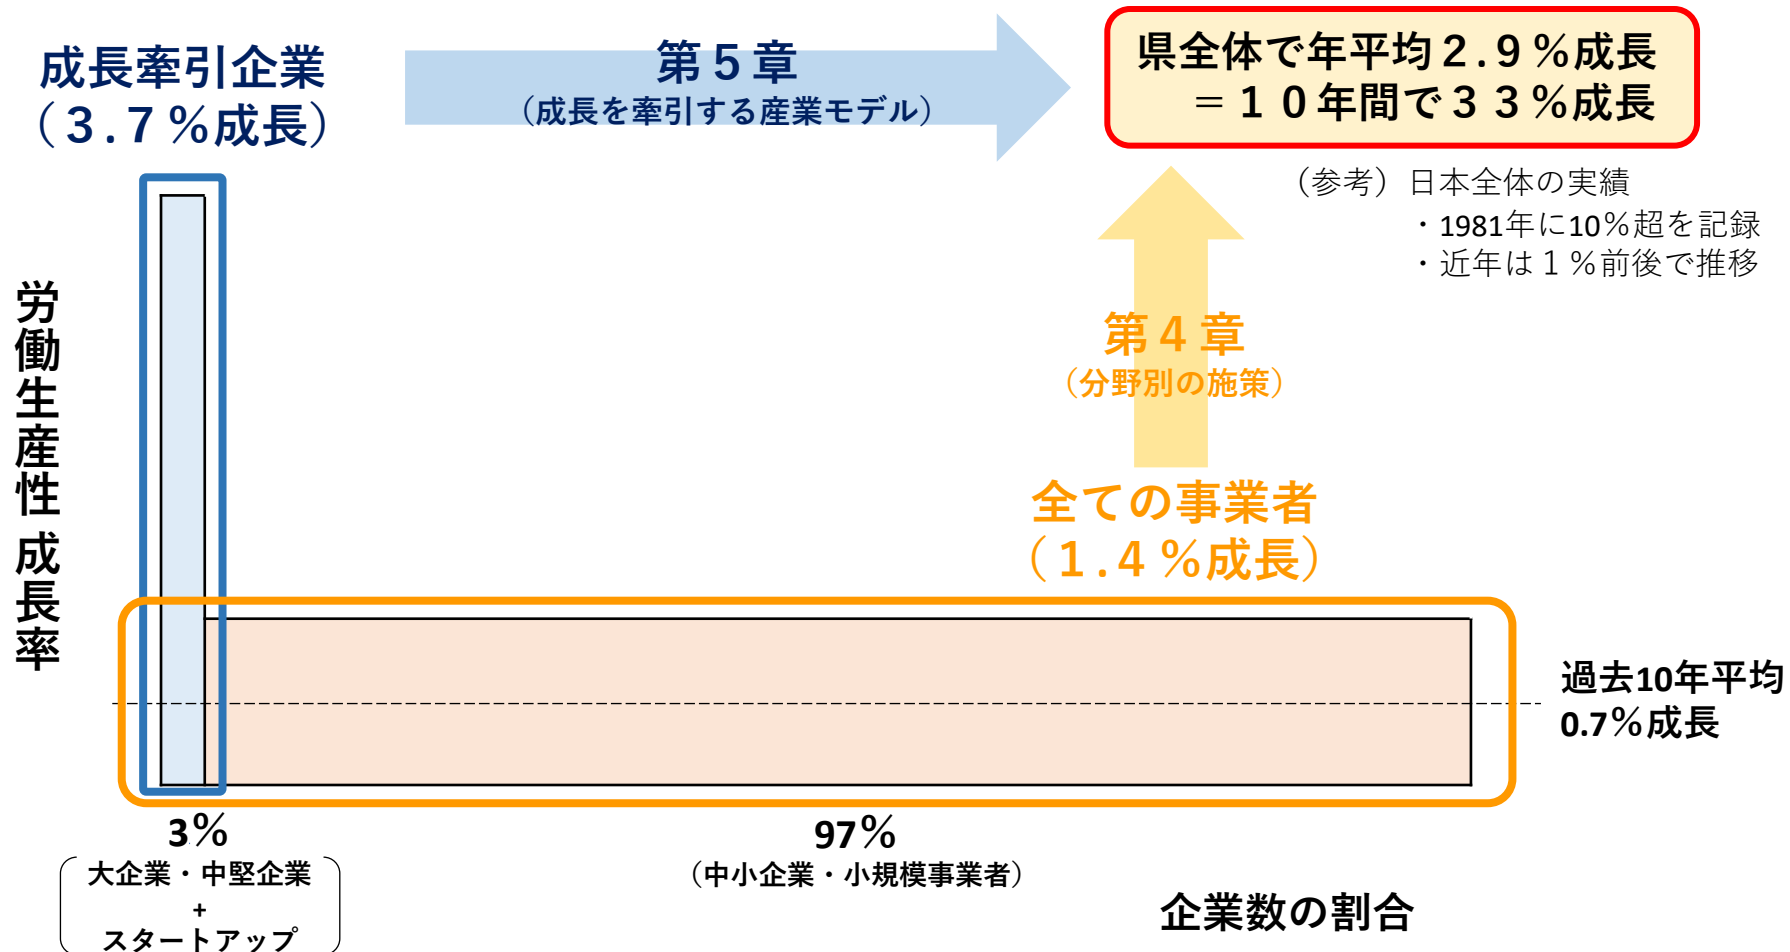 成長牽引企業
（３.７％成長）
第５章
（成長を牽引する産業モデル）
県全体で年平均２.９％成長
＝１０年間で３３％成長
（参考）日本全体の実績
・1981年に10％超を記録
・近年は１％前後で推移
第４章
（分野別の施策）
全ての事業者
（１.４％成長）
労働生産性 成長率
過去10年平均
0.7％成長
3％
大企業・中堅企業
+
スタートアップ
97％
（中小企業・小規模事業者）
企業数の割合